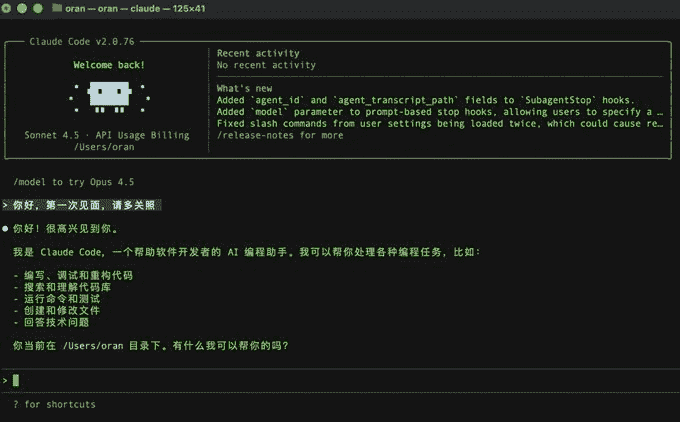 oran — oran — claude — 125×41
Claude Code v2.0.76
Welcome back!
Sonnet 4.5 · API Usage Billing
/Users/oran
Recent activity
No recent activity
What's new
Added `agent_id` and `agent_transcript_path` fields to `SubagentStop` hooks.
Added `model` parameter to prompt-based stop hooks, allowing users to specify a …
Fixed slash commands from user settings being loaded twice, which could cause re…
/release-notes for more
/model to try Opus 4.5
> 你好，第一次见面，请多关照
● 你好！很高兴见到你。
我是 Claude Code，一个帮助软件开发者的 AI 编程助手。我可以帮你处理各种编程任务，比如：
- 编写、调试和重构代码
- 搜索和理解代码库
- 运行命令和测试
- 创建和修改文件
- 回答技术问题
你当前在 /Users/oran 目录下。有什么我可以帮你的吗？
>
? for shortcuts